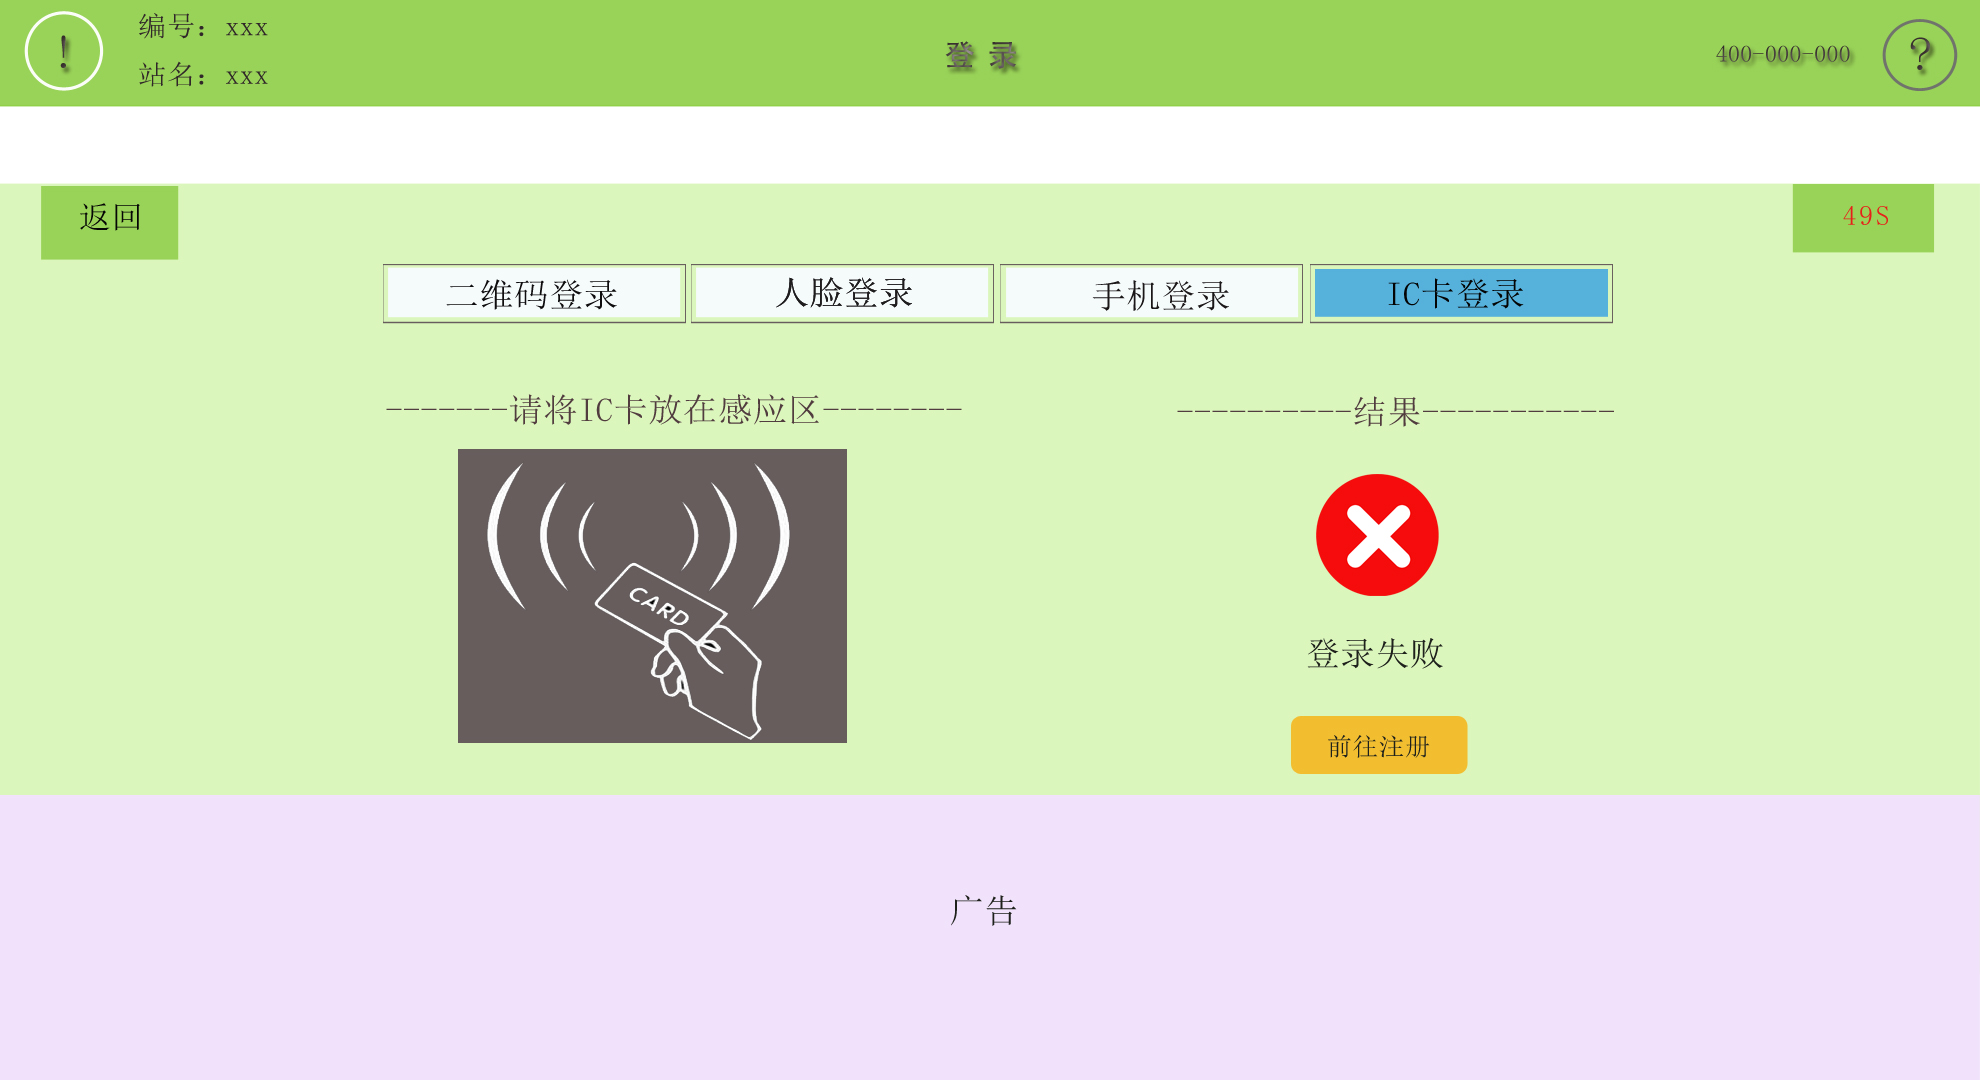 !
编号：xxx
站名：xxx
登 录
400-000-000
?
返回
49S
二维码登录
人脸登录
手机登录
IC卡登录
-------请将IC卡放在感应区--------
----------结果-----------
CARD
登录失败
前往注册
广告